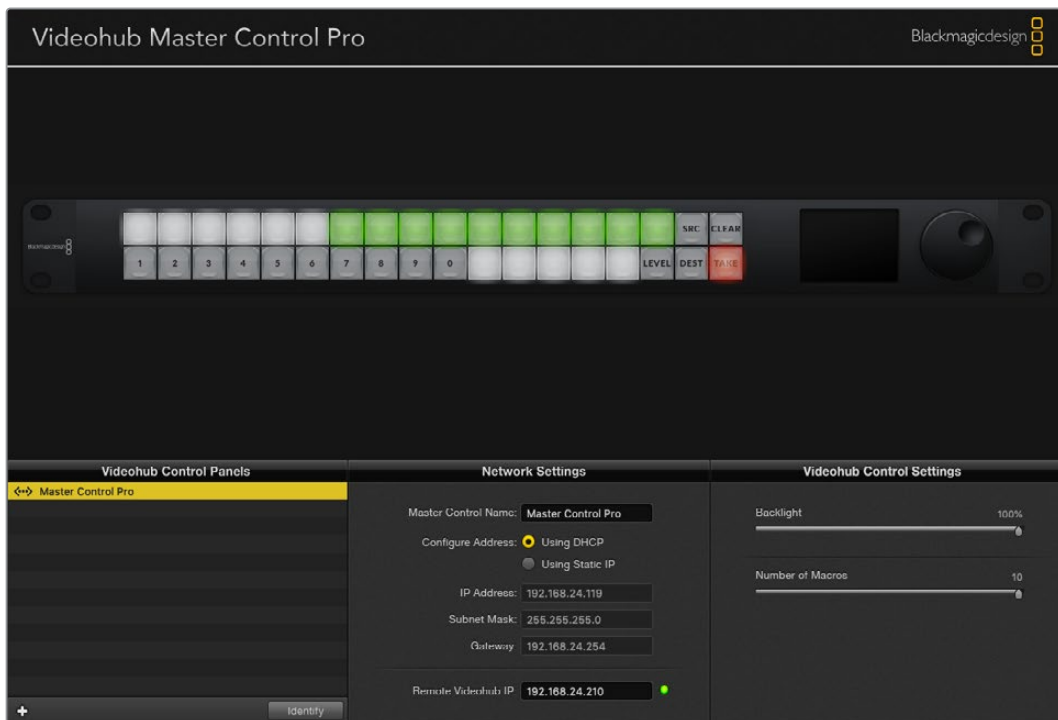 Videohub Master Control Pro
Blackmagicdesign
Blackmagicdesign
SRC CLEAR
1 2 3 4 5 6 7 8 9 0 LEVEL DEST TAKE
Videohub Control Panels
Master Control Pro
Identify
Network Settings
Master Control Name: Master Control Pro
Configure Address: Using DHCP
Using Static IP
IP Address: 192.168.24.119
Subnet Mask: 255.255.255.0
Gateway 192.168.24.254
Remote Videohub IP 192.168.24.210
Videohub Control Settings
Backlight 100%
Number of Macros 10